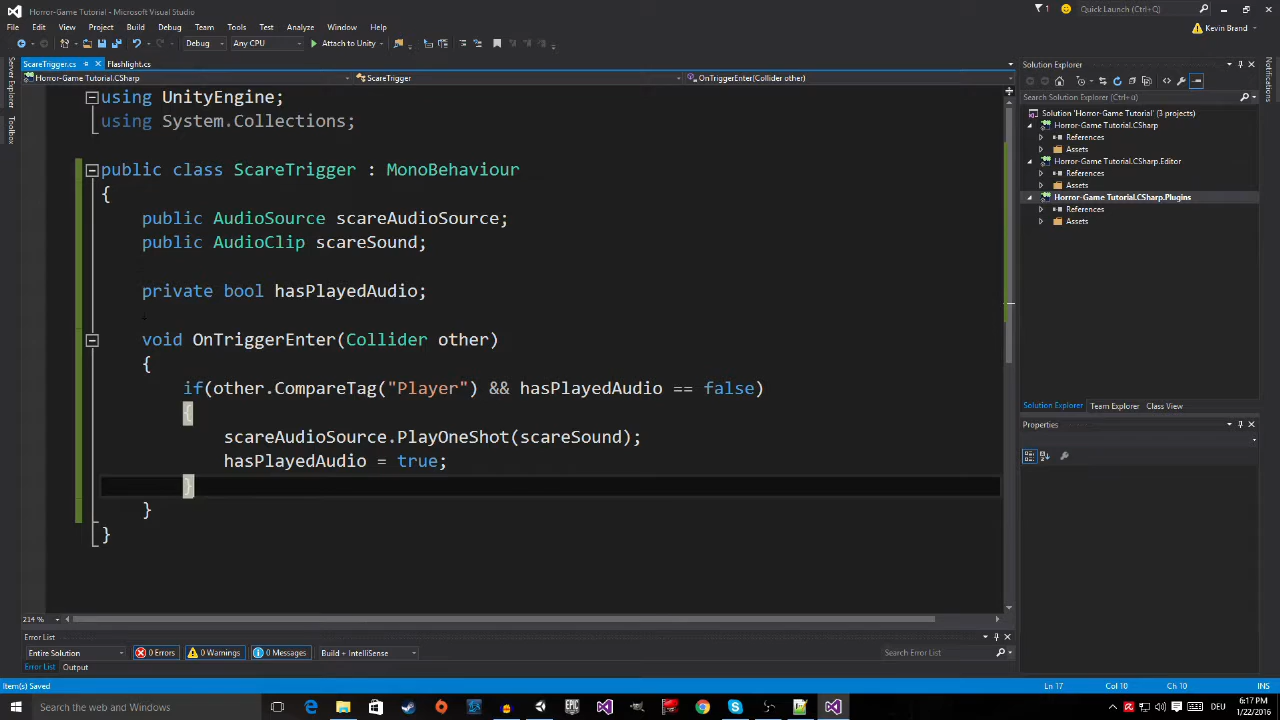 Horror-Game Tutorial - Microsoft Visual Studio
1
Quick Launch (Ctrl+Q)
File Edit View Project Build Debug Team Tools Test Analyze Window Help
Kevin Brand
Debug Any CPU Attach to Unity
ScareTrigger.cs Flashlight.cs
Horror-Game Tutorial.CSharp ScareTrigger OnTriggerEnter(Collider other)
Server Explorer
Toolbox
using UnityEngine;
using System.Collections;
public class ScareTrigger : MonoBehaviour
{
public AudioSource scareAudioSource;
public AudioClip scareSound;
private bool hasPlayedAudio;
void OnTriggerEnter(Collider other)
{
if(other.CompareTag("Player") && hasPlayedAudio == false)
{
scareAudioSource.PlayOneShot(scareSound);
hasPlayedAudio = true;
}
}
}
214 %
Solution Explorer
Search Solution Explorer (Ctrl+ü)
Solution 'Horror-Game Tutorial' (3 projects)
Horror-Game Tutorial.CSharp
References
Assets
Horror-Game Tutorial.CSharp.Editor
References
Assets
Horror-Game Tutorial.CSharp.Plugins
References
Assets
Solution Explorer Team Explorer Class View
Properties
Notifications
Error List
Entire Solution 0 Errors 0 Warnings 0 Messages Build + IntelliSense Search Error List
Error List Output
Item(s) Saved Ln 17 Col 10 Ch 10 INS
Search the web and Windows
DEU
6:17 PM
1/22/2016